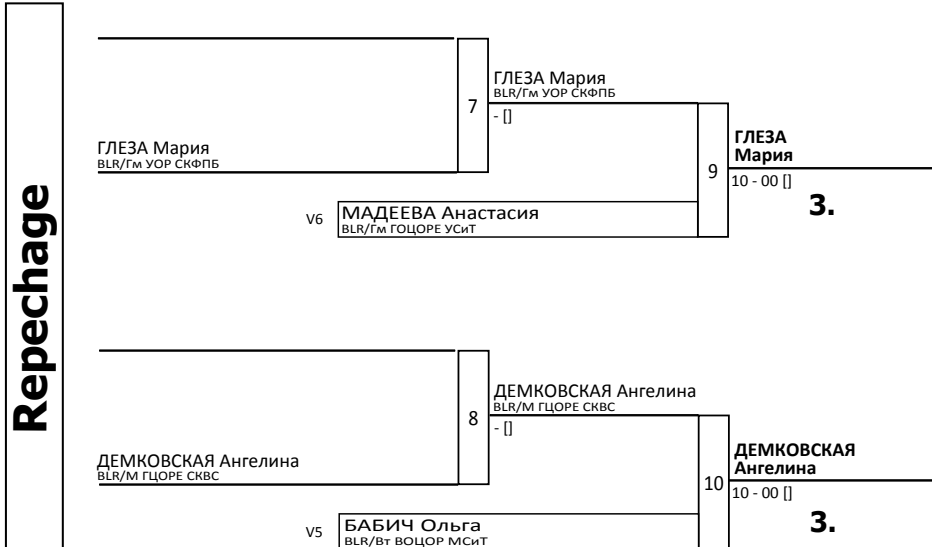 Repechage
ГЛЕЗА Мария
BLR/Гм УОР СКФПБ
7
ГЛЕЗА Мария
BLR/Гм УОР СКФПБ
- []
V6
МАДЕЕВА Анастасия
BLR/Гм ГОЦОРЕ УСиТ
9
ГЛЕЗА
Мария
10 - 00 []
3.
ДЕМКОВСКАЯ Ангелина
BLR/М ГЦОРЕ СКВС
8
ДЕМКОВСКАЯ Ангелина
BLR/М ГЦОРЕ СКВС
- []
V5
БАБИЧ Ольга
BLR/Вт ВОЦОР МСиТ
10
ДЕМКОВСКАЯ
Ангелина
10 - 00 []
3.